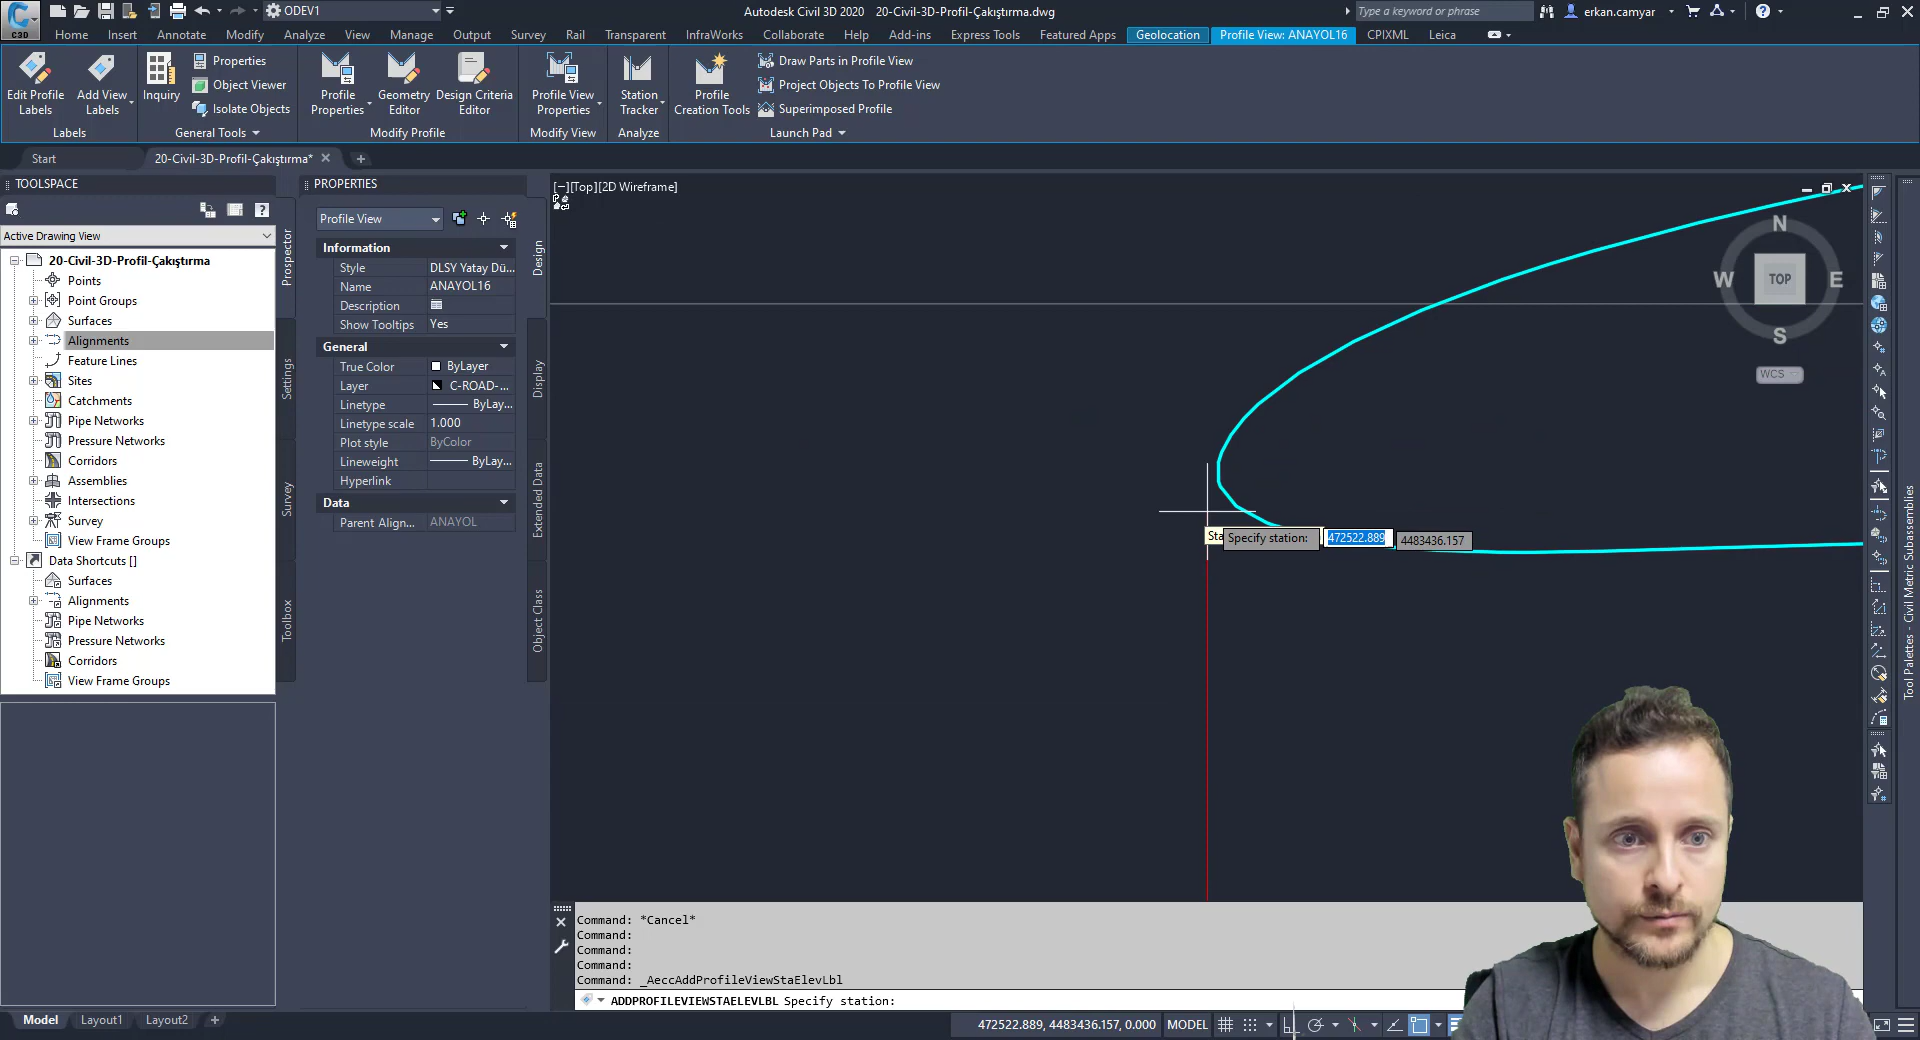 C3D
ODEV1
Autodesk Civil 3D 2020 20-Civil-3D-Profil-Çakıştırma.dwg
Type a keyword or phrase
erkan.camyar
Home Insert Annotate Modify Analyze View Manage Output Survey Rail Transparent InfraWorks Collaborate Help Add-ins Express Tools Featured Apps Geolocation Profile View: ANAYOL16 CPIXML Leica
Edit Profile Labels
Add View Labels
Labels
Inquiry
Properties
Object Viewer
Isolate Objects
General Tools
Profile Properties
Geometry Editor
Design Criteria Editor
Modify Profile
Profile View Properties
Modify View
Station Tracker
Analyze
Profile Creation Tools
Draw Parts in Profile View
Project Objects To Profile View
Superimposed Profile
Launch Pad
Start
20-Civil-3D-Profil-Çakıştırma*
TOOLSPACE
Active Drawing View
20-Civil-3D-Profil-Çakıştırma
Points
Point Groups
Surfaces
Alignments
Feature Lines
Sites
Catchments
Pipe Networks
Pressure Networks
Corridors
Assemblies
Intersections
Survey
View Frame Groups
Data Shortcuts []
Surfaces
Alignments
Pipe Networks
Pressure Networks
Corridors
View Frame Groups
Prospector
Settings
Survey
Toolbox
PROPERTIES
Profile View
Information
Style DLSY Yatay Dü...
Name ANAYOL16
Description
Show Tooltips Yes
General
True Color ByLayer
Layer C-ROAD-...
Linetype ByLay...
Linetype scale 1.000
Plot style ByColor
Lineweight ByLay...
Hyperlink
Data
Parent Align... ANAYOL
Design
Display
Extended Data
Object Class
[−][Top][2D Wireframe]
N
W TOP E
S
WCS
Sta
Specify station: 472522.889 4483436.157
Tool Palettes - Civil Metric Subassemblies
Command: *Cancel*
Command:
Command:
Command:
Command: _AeccAddProfileViewStaElevLbl
ADDPROFILEVIEWSTAELEVLBL Specify station:
Model Layout1 Layout2
472522.889, 4483436.157, 0.000 MODEL